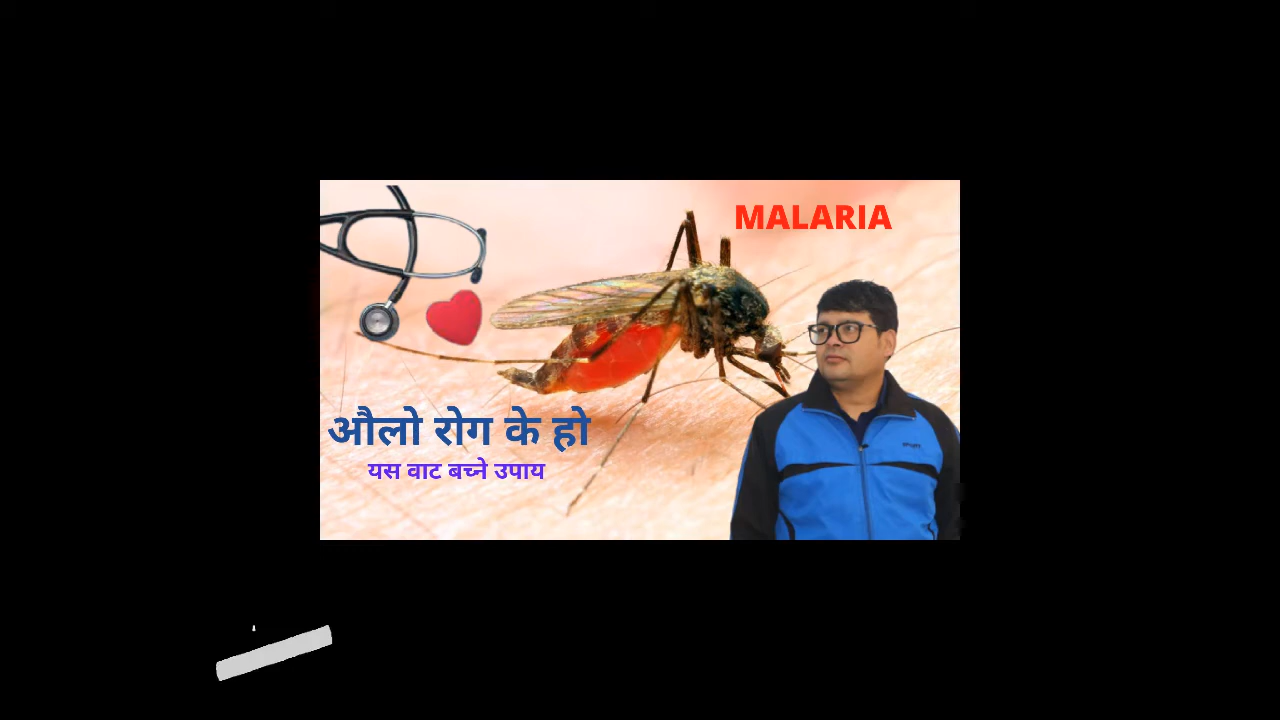 MALARIA
औलो रोग के हो
यस वाट बच्ने उपाय